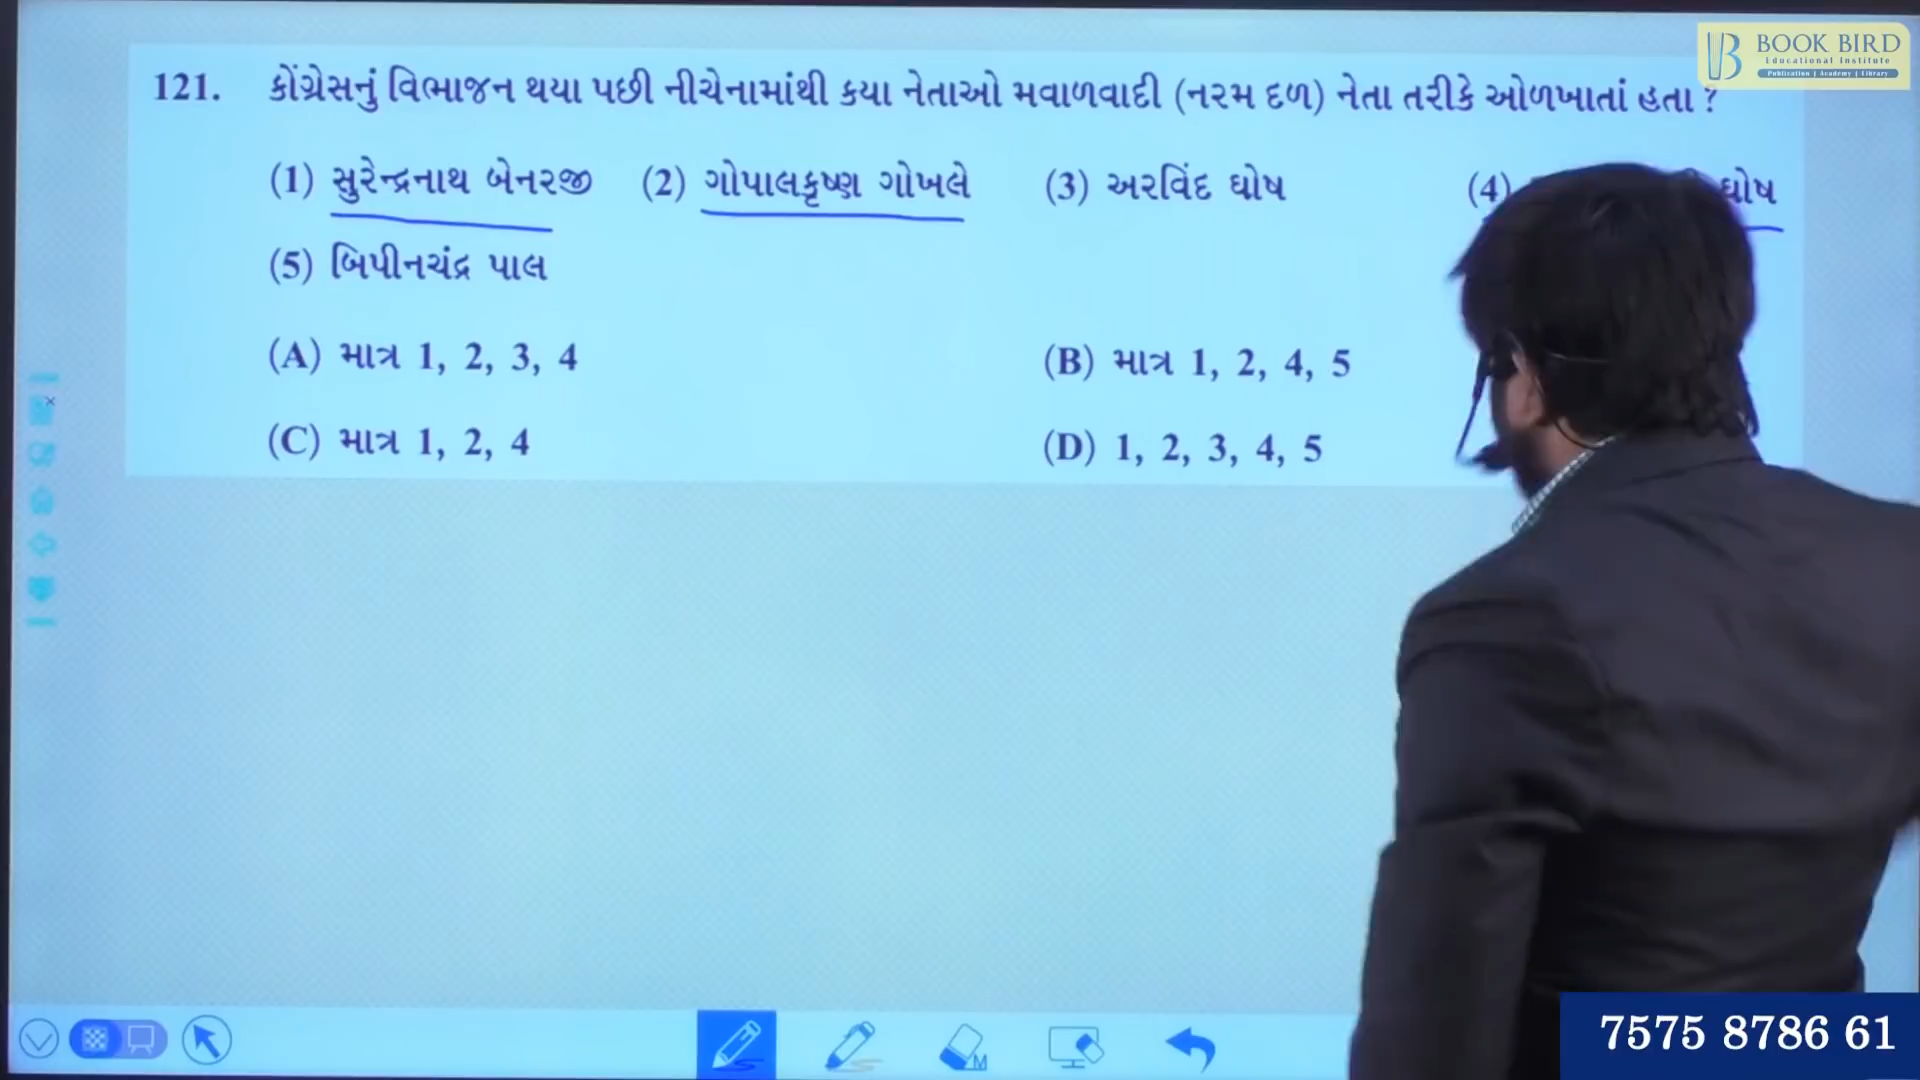 BOOK BIRD
Educational Institute
Publication | Academy | Library
121. કોંગ્રેસનું વિભાજન થયા પછી નીચેનામાંથી કયા નેતાઓ મવાળવાદી (નરમ દળ) નેતા તરીકે ઓળખાતાં હતા ?
(1) સુરેન્દ્રનાથ બેનરજી (2) ગોપાલકૃષ્ણ ગોખલે (3) અરવિંદ ઘોષ (4) ઘોષ
(5) બિપીનચંદ્ર પાલ
(A) માત્ર 1, 2, 3, 4 (B) માત્ર 1, 2, 4, 5
(C) માત્ર 1, 2, 4 (D) 1, 2, 3, 4, 5
M
7575 8786 61